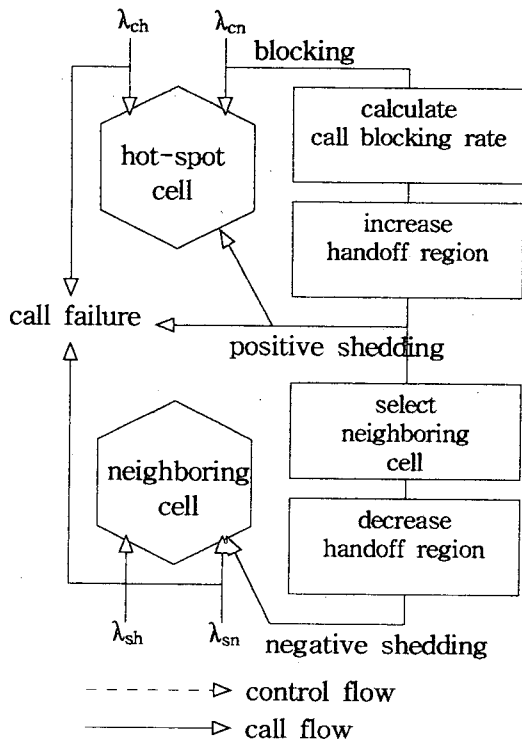 λch
λcn
blocking
calculate
call blocking rate
hot-spot
cell
increase
handoff region
call failure
positive shedding
select
neighboring
cell
neighboring
cell
decrease
handoff region
λsh
λsn
negative shedding
control flow
call flow